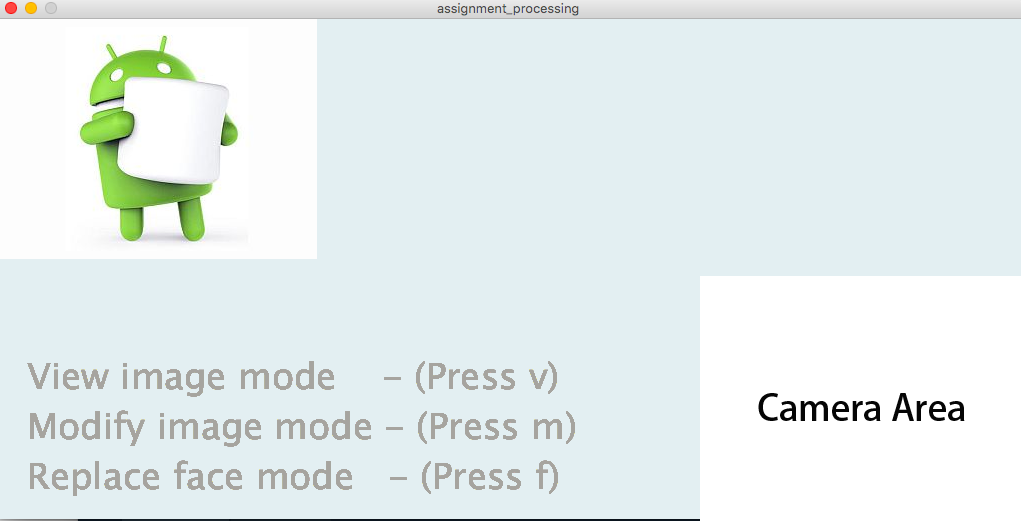 assignment_processing
View image mode – (Press v)
Modify image mode – (Press m)
Replace face mode – (Press f)
Camera Area